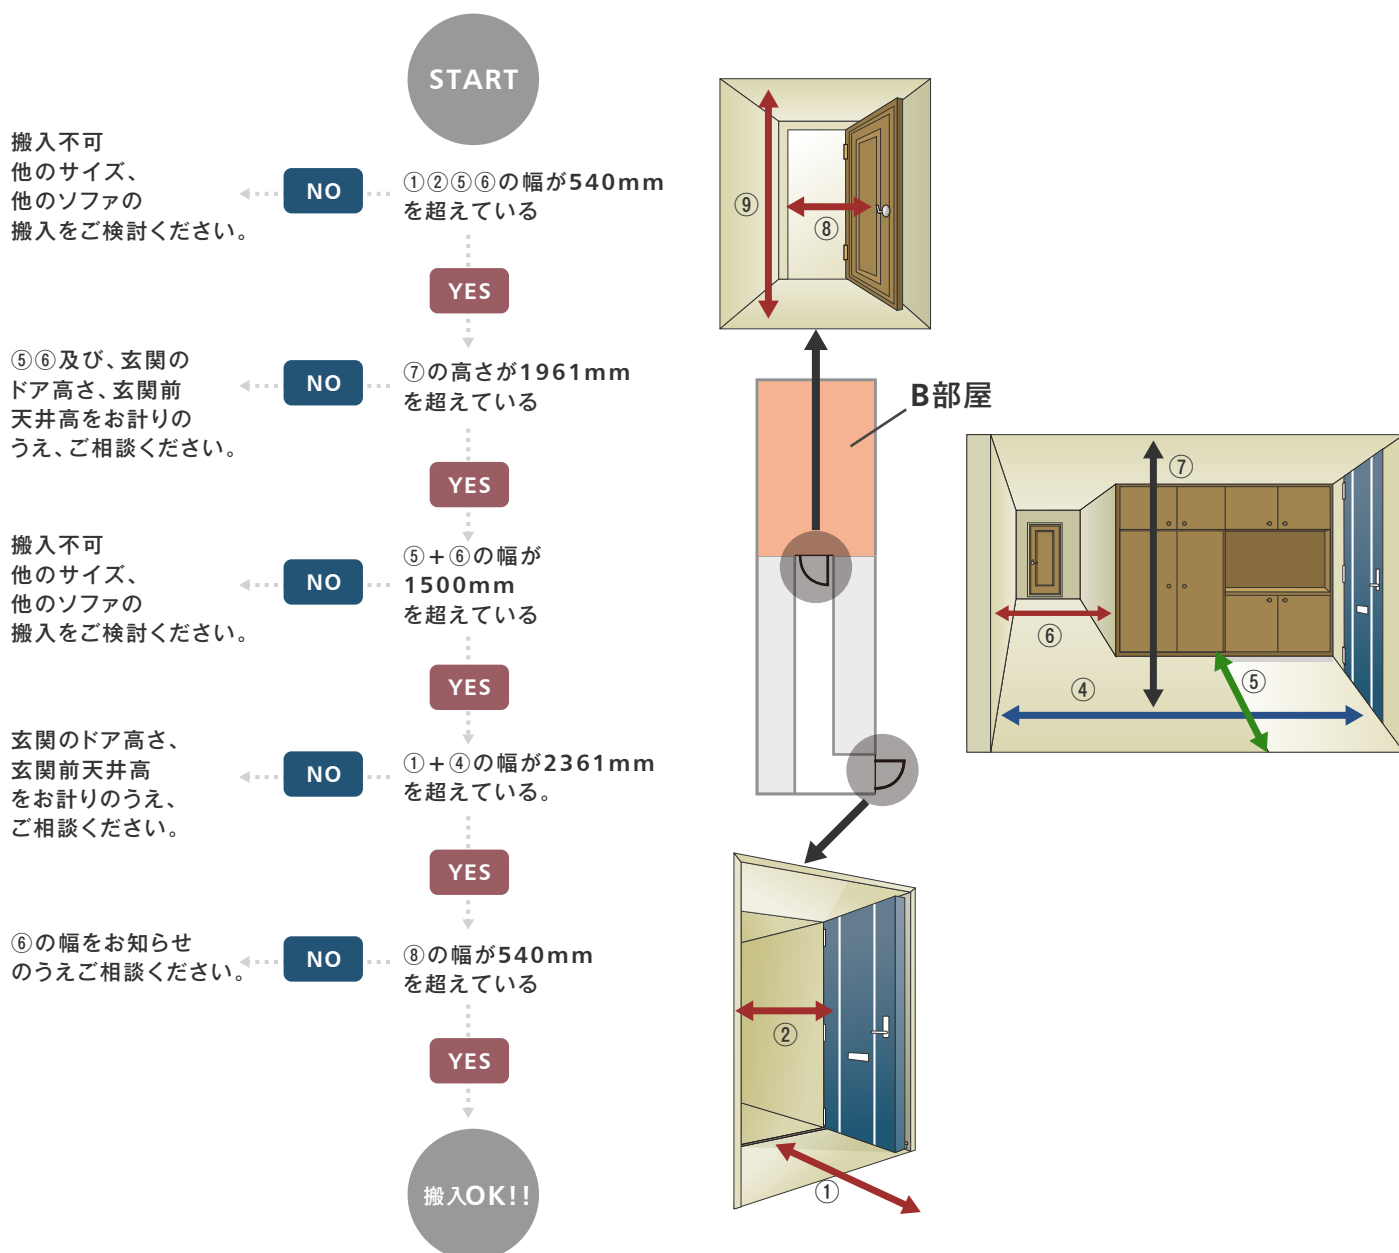 START
搬入不可
他のサイズ、
他のソファの
搬入をご検討ください。
NO
①②⑤⑥の幅が540mm
を超えている
YES
⑤⑥及び、玄関の
ドア高さ、玄関前
天井高をお計りの
うえ、ご相談ください。
NO
⑦の高さが1961mm
を超えている
YES
搬入不可
他のサイズ、
他のソファの
搬入をご検討ください。
NO
⑤+⑥の幅が
1500mm
を超えている
YES
玄関のドア高さ、
玄関前天井高
をお計りのうえ、
ご相談ください。
NO
①+④の幅が2361mm
を超えている。
YES
⑥の幅をお知らせ
のうえご相談ください。
NO
⑧の幅が540mm
を超えている
YES
搬入OK!!
⑨
⑧
B部屋
⑦
⑥
④
⑤
②
①